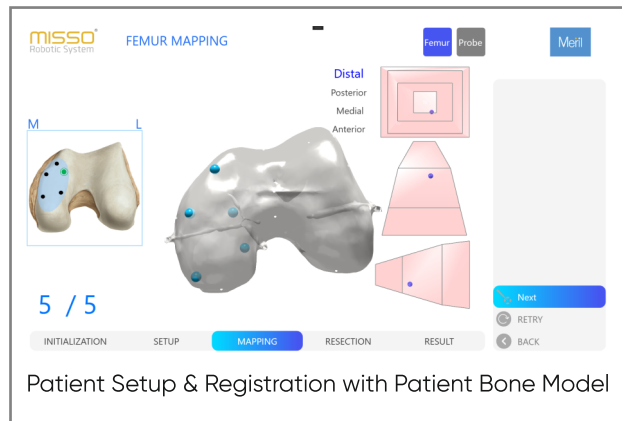 MISSO
Robotic System
FEMUR MAPPING
Femur
Probe
Meril
Distal
Posterior
Medial
Anterior
M
L
5 / 5
Next
RETRY
BACK
INITIALIZATION
SETUP
MAPPING
RESECTION
RESULT
Patient Setup & Registration with Patient Bone Model